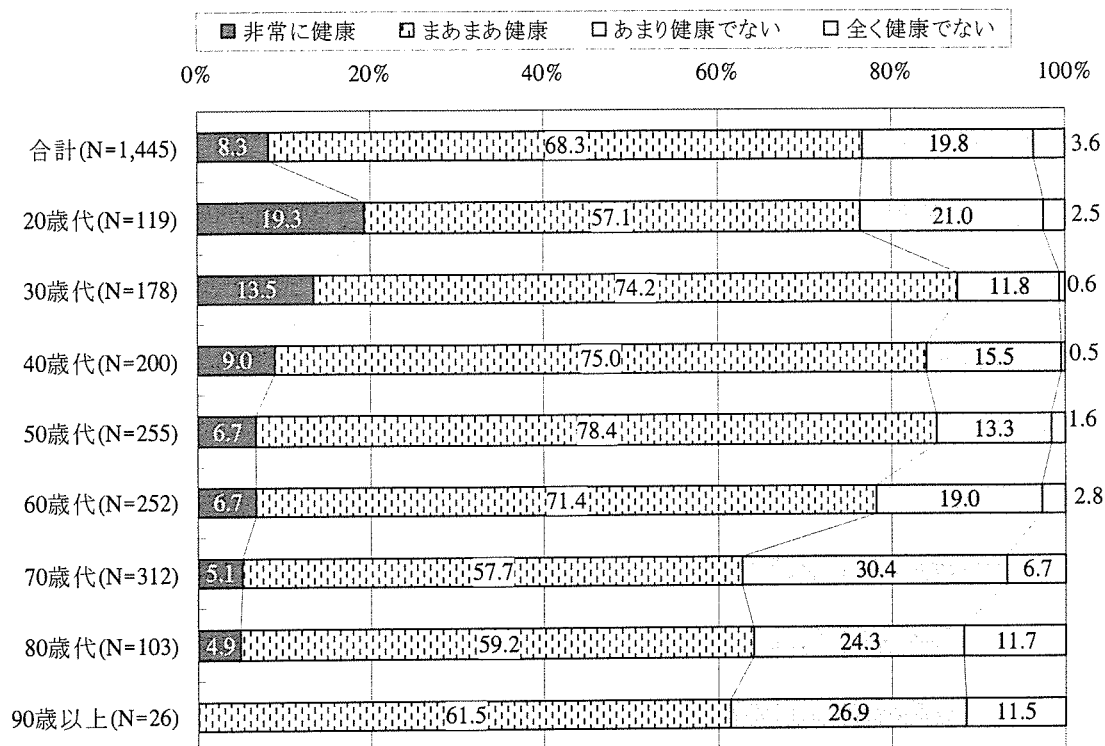 非常に健康 まあまあ健康 あまり健康でない 全く健康でない
0% 20% 40% 60% 80% 100%
合計(N=1,445) 8.3 68.3 19.8 3.6
20歳代(N=119) 19.3 57.1 21.0 2.5
30歳代(N=178) 13.5 74.2 11.8 0.6
40歳代(N=200) 9.0 75.0 15.5 0.5
50歳代(N=255) 6.7 78.4 13.3 1.6
60歳代(N=252) 6.7 71.4 19.0 2.8
70歳代(N=312) 5.1 57.7 30.4 6.7
80歳代(N=103) 4.9 59.2 24.3 11.7
90歳以上(N=26) 61.5 26.9 11.5